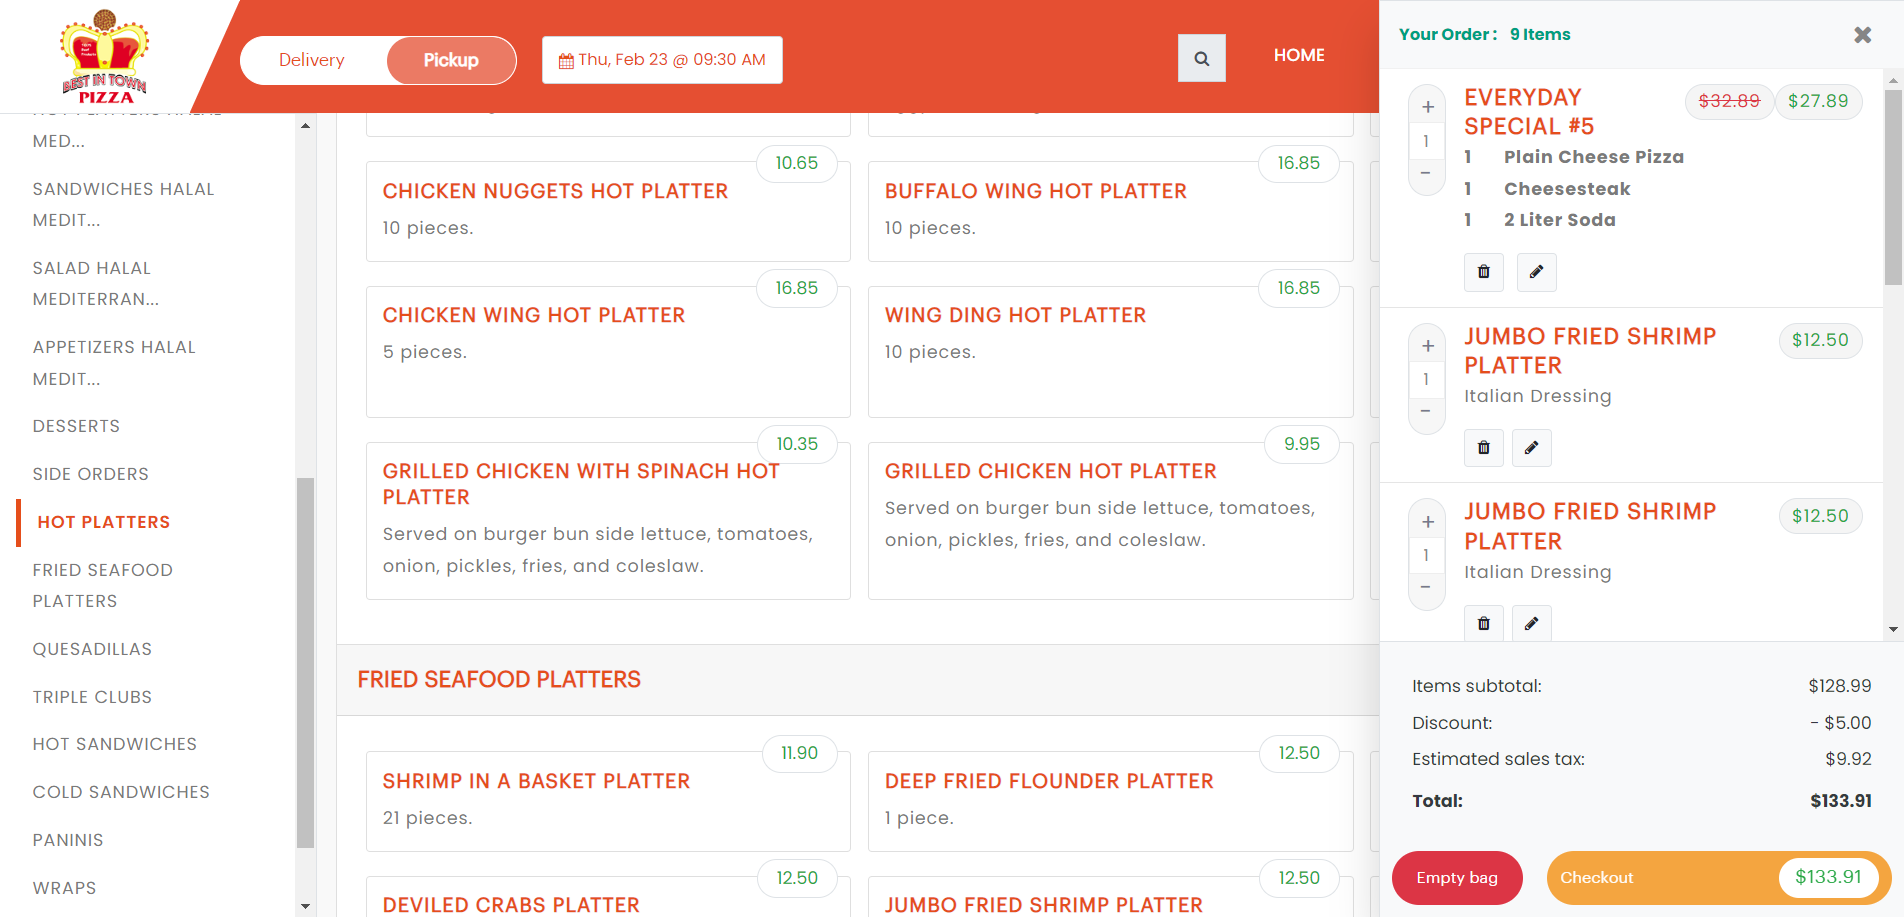 BEST IN TOWN
PIZZA
Delivery
Pickup
Thu, Feb 23 @ 09:30 AM
HOME
MED...
SANDWICHES HALAL
MEDIT...
SALAD HALAL
MEDITERRAN...
APPETIZERS HALAL
MEDIT...
DESSERTS
SIDE ORDERS
HOT PLATTERS
FRIED SEAFOOD
PLATTERS
QUESADILLAS
TRIPLE CLUBS
HOT SANDWICHES
COLD SANDWICHES
PANINIS
WRAPS
10.65
CHICKEN NUGGETS HOT PLATTER
10 pieces.
16.85
BUFFALO WING HOT PLATTER
10 pieces.
16.85
CHICKEN WING HOT PLATTER
5 pieces.
16.85
WING DING HOT PLATTER
10 pieces.
10.35
GRILLED CHICKEN WITH SPINACH HOT
PLATTER
Served on burger bun side lettuce, tomatoes,
onion, pickles, fries, and coleslaw.
9.95
GRILLED CHICKEN HOT PLATTER
Served on burger bun side lettuce, tomatoes,
onion, pickles, fries, and coleslaw.
FRIED SEAFOOD PLATTERS
11.90
SHRIMP IN A BASKET PLATTER
21 pieces.
12.50
DEEP FRIED FLOUNDER PLATTER
1 piece.
12.50
DEVILED CRABS PLATTER
12.50
JUMBO FRIED SHRIMP PLATTER
Your Order : 9 Items
+
1
−
EVERYDAY
SPECIAL #5
$32.89 $27.89
1 Plain Cheese Pizza
1 Cheesesteak
1 2 Liter Soda
+
1
−
JUMBO FRIED SHRIMP
PLATTER
$12.50
Italian Dressing
+
1
−
JUMBO FRIED SHRIMP
PLATTER
$12.50
Italian Dressing
Items subtotal: $128.99
Discount: - $5.00
Estimated sales tax: $9.92
Total: $133.91
Empty bag
Checkout $133.91